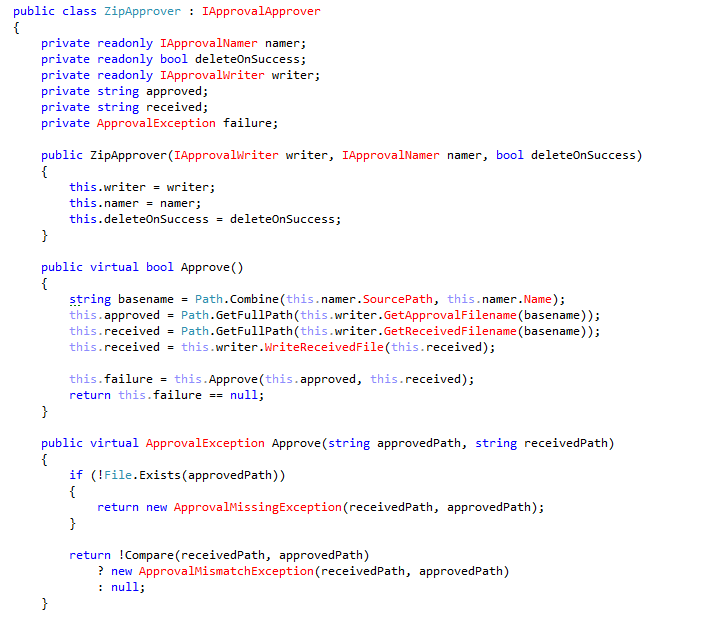 public class ZipApprover : IApprovalApprover
{
    private readonly IApprovalNamer namer;
    private readonly bool deleteOnSuccess;
    private readonly IApprovalWriter writer;
    private string approved;
    private string received;
    private ApprovalException failure;

    public ZipApprover(IApprovalWriter writer, IApprovalNamer namer, bool deleteOnSuccess)
    {
        this.writer = writer;
        this.namer = namer;
        this.deleteOnSuccess = deleteOnSuccess;
    }

    public virtual bool Approve()
    {
        string basename = Path.Combine(this.namer.SourcePath, this.namer.Name);
        this.approved = Path.GetFullPath(this.writer.GetApprovalFilename(basename));
        this.received = Path.GetFullPath(this.writer.GetReceivedFilename(basename));
        this.received = this.writer.WriteReceivedFile(this.received);

        this.failure = this.Approve(this.approved, this.received);
        return this.failure == null;
    }

    public virtual ApprovalException Approve(string approvedPath, string receivedPath)
    {
        if (!File.Exists(approvedPath))
        {
            return new ApprovalMissingException(receivedPath, approvedPath);
        }

        return !Compare(receivedPath, approvedPath)
            ? new ApprovalMismatchException(receivedPath, approvedPath)
            : null;
    }